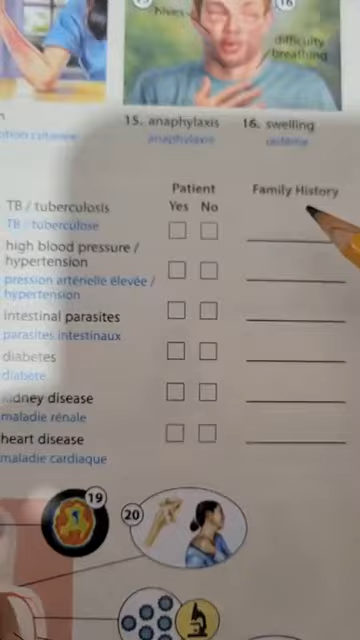 hives
16
difficulty
breathing
15. anaphylaxis 16. swelling
anaphylaxie œdème
Patient Family History
Yes No
TB / tuberculosis
TB / tuberculose
high blood pressure /
hypertension
pression artérielle élevée /
hypertension
intestinal parasites
parasites intestinaux
diabetes
diabète
kidney disease
maladie rénale
heart disease
maladie cardiaque
19
20